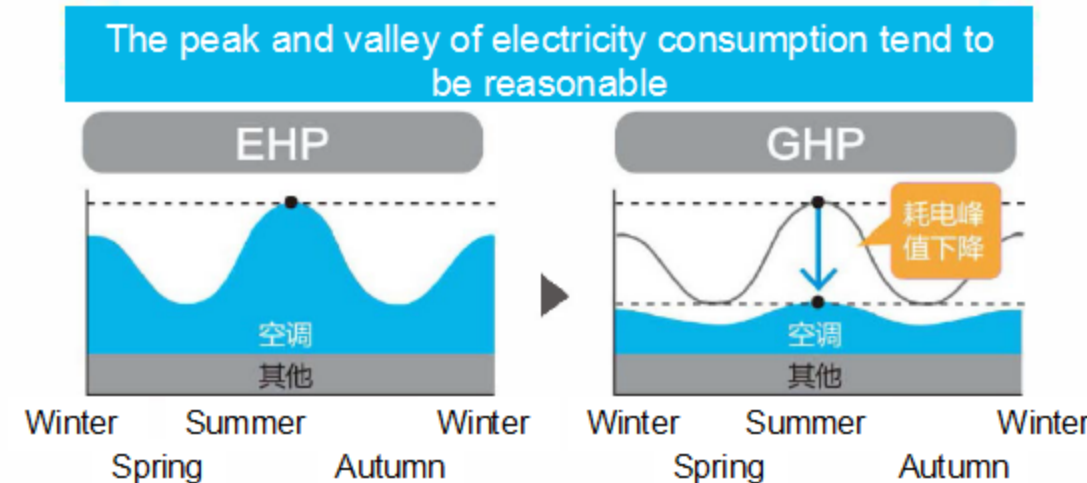 The peak and valley of electricity consumption tend to
be reasonable
EHP
GHP
耗电峰
值下降
空调
其他
空调
其他
Winter Summer Winter
Spring Autumn
Winter Summer Winter
Spring Autumn